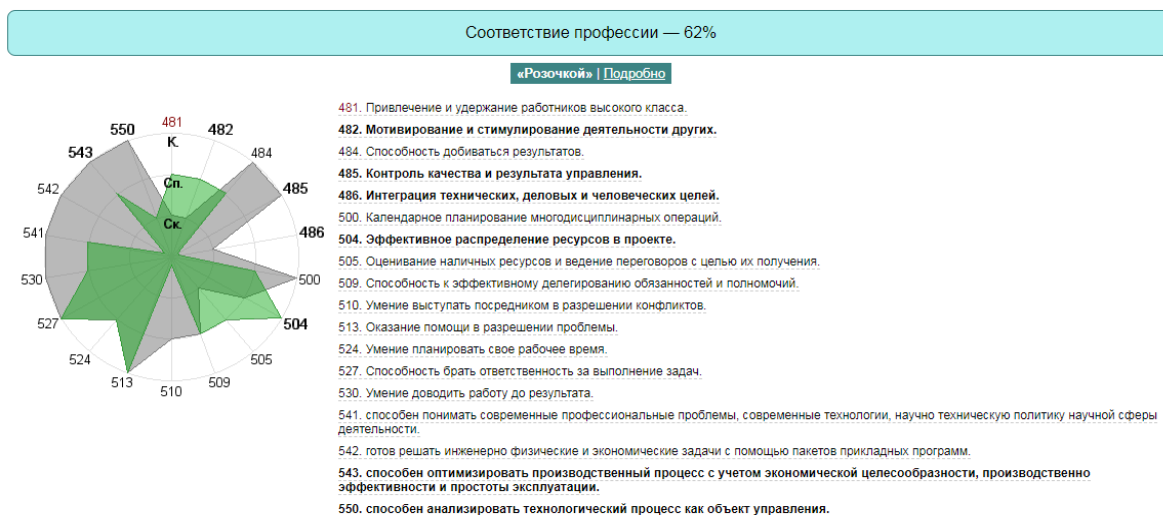 Соответствие профессии — 62%
«Розочкой» | Подробно
481
550
482
К.
543
484
Сп.
542
485
Ск.
541
486
530
500
527
504
524
505
513
509
510
481. Привлечение и удержание работников высокого класса.
482. Мотивирование и стимулирование деятельности других.
484. Способность добиваться результатов.
485. Контроль качества и результата управления.
486. Интеграция технических, деловых и человеческих целей.
500. Календарное планирование многодисциплинарных операций.
504. Эффективное распределение ресурсов в проекте.
505. Оценивание наличных ресурсов и ведение переговоров с целью их получения.
509. Способность к эффективному делегированию обязанностей и полномочий.
510. Умение выступать посредником в разрешении конфликтов.
513. Оказание помощи в разрешении проблемы.
524. Умение планировать свое рабочее время.
527. Способность брать ответственность за выполнение задач.
530. Умение доводить работу до результата.
541. способен понимать современные профессиональные проблемы, современные технологии, научно техническую политику научной сферы
деятельности.
542. готов решать инженерно физические и экономические задачи с помощью пакетов прикладных программ.
543. способен оптимизировать производственный процесс с учетом экономической целесообразности, производственно
эффективности и простоты эксплуатации.
550. способен анализировать технологический процесс как объект управления.